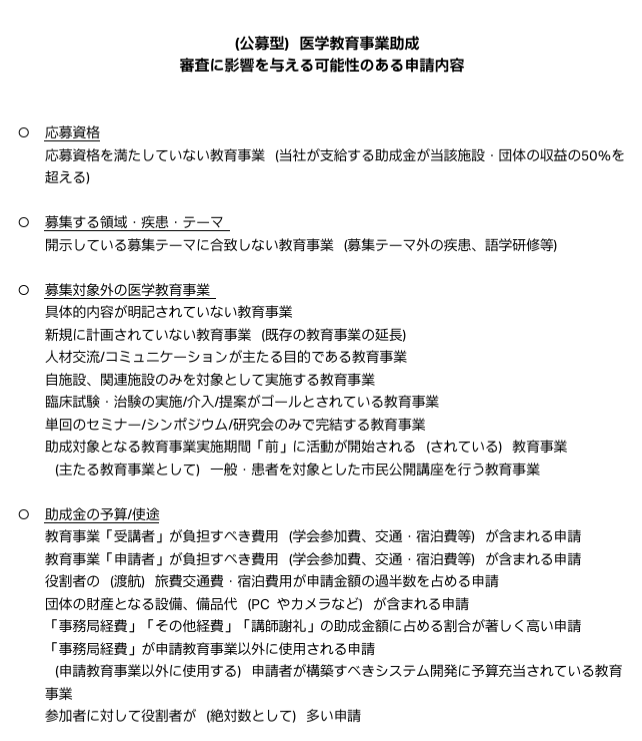 (公募型) 医学教育事業助成
審査に影響を与える可能性のある申請内容
○ 応募資格
応募資格を満たしていない教育事業 (当社が支給する助成金が当該施設・団体の収益の50%を
超える)
○ 募集する領域・疾患・テーマ
開示している募集テーマに合致しない教育事業 (募集テーマ外の疾患、語学研修等)
○ 募集対象外の医学教育事業
具体的内容が明記されていない教育事業
新規に計画されていない教育事業 (既存の教育事業の延長)
人材交流/コミュニケーションが主たる目的である教育事業
自施設、関連施設のみを対象として実施する教育事業
臨床試験・治験の実施/介入/提案がゴールとされている教育事業
単回のセミナー/シンポジウム/研究会のみで完結する教育事業
助成対象となる教育事業実施期間「前」に活動が開始される (されている) 教育事業
(主たる教育事業として) 一般・患者を対象とした市民公開講座を行う教育事業
○ 助成金の予算/使途
教育事業「受講者」が負担すべき費用 (学会参加費、交通・宿泊費等) が含まれる申請
教育事業「申請者」が負担すべき費用 (学会参加費、交通・宿泊費等) が含まれる申請
役割者の (渡航) 旅費交通費・宿泊費用が申請金額の過半数を占める申請
団体の財産となる設備、備品代 (PC やカメラなど) が含まれる申請
「事務局経費」「その他経費」「講師謝礼」の助成金額に占める割合が著しく高い申請
「事務局経費」が申請教育事業以外に使用される申請
(申請教育事業以外に使用する) 申請者が構築すべきシステム開発に予算充当されている教育
事業
参加者に対して役割者が (絶対数として) 多い申請